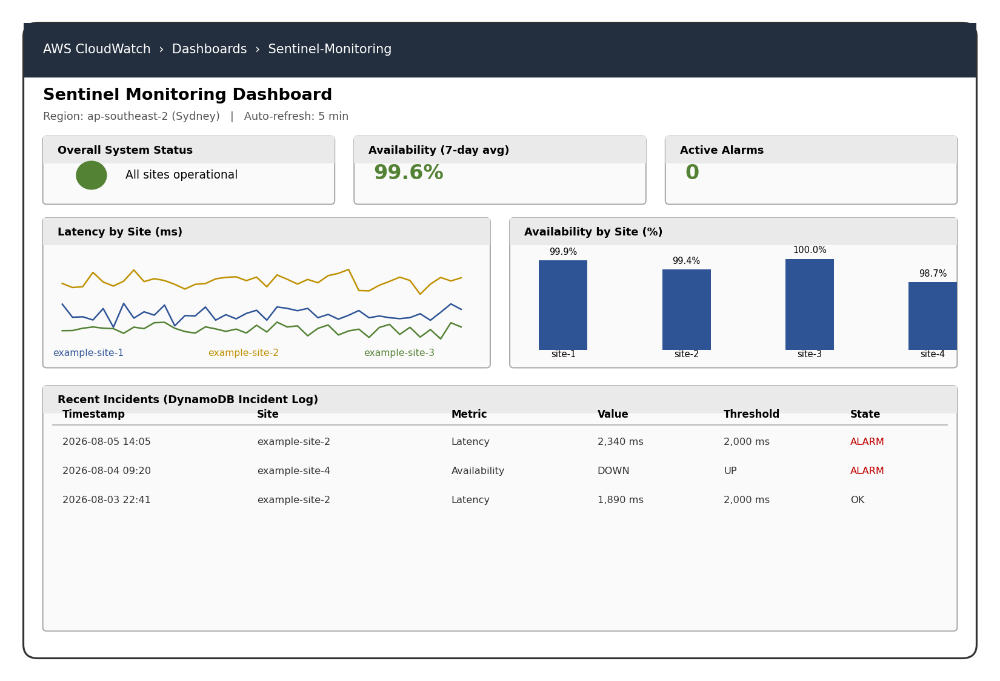 AWS CloudWatch › Dashboards › Sentinel-Monitoring
Sentinel Monitoring Dashboard
Region: ap-southeast-2 (Sydney) | Auto-refresh: 5 min
Overall System Status
All sites operational
Availability (7-day avg)
99.6%
Active Alarms
0
Latency by Site (ms)
example-site-1 example-site-2 example-site-3
Availability by Site (%)
99.9% 99.4% 100.0% 98.7%
site-1 site-2 site-3 site-4
Recent Incidents (DynamoDB Incident Log)
Timestamp Site Metric Value Threshold State
2026-08-05 14:05 example-site-2 Latency 2,340 ms 2,000 ms ALARM
2026-08-04 09:20 example-site-4 Availability DOWN UP ALARM
2026-08-03 22:41 example-site-2 Latency 1,890 ms 2,000 ms OK